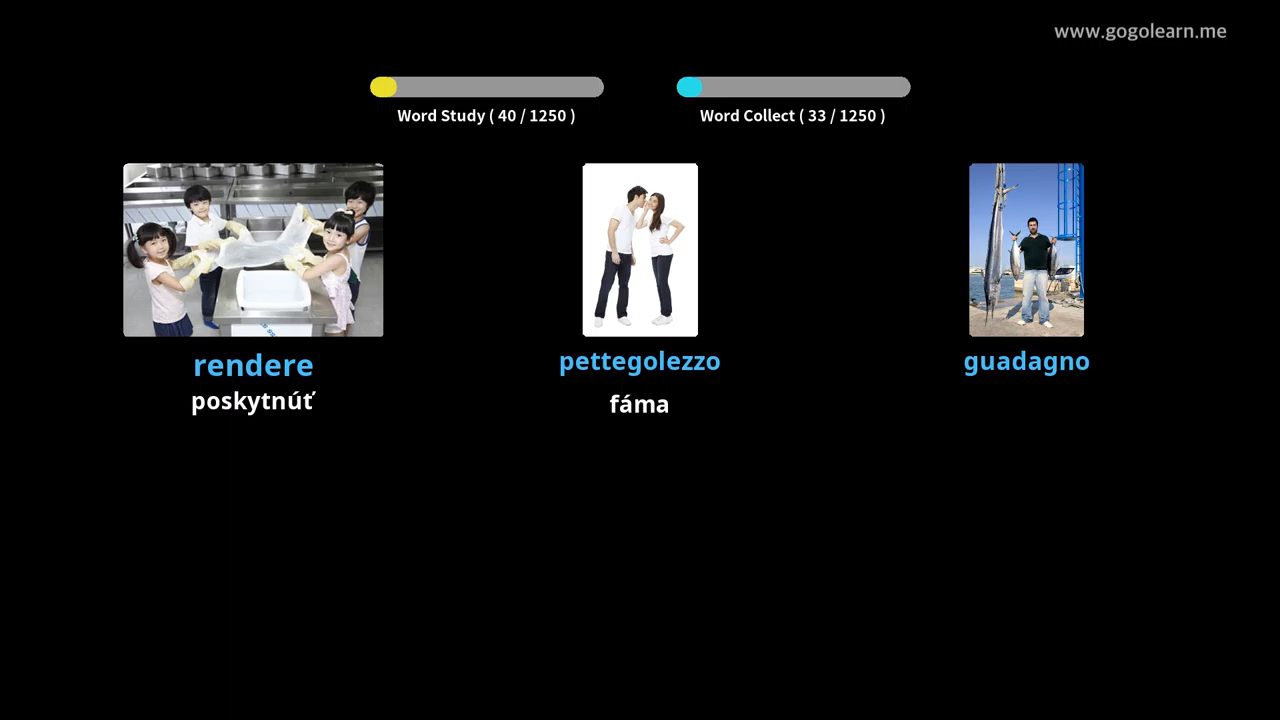 www.gogolearn.me
Word Study ( 40 / 1250 )
Word Collect ( 33 / 1250 )
rendere
poskytnúť
pettegolezzo
fáma
guadagno